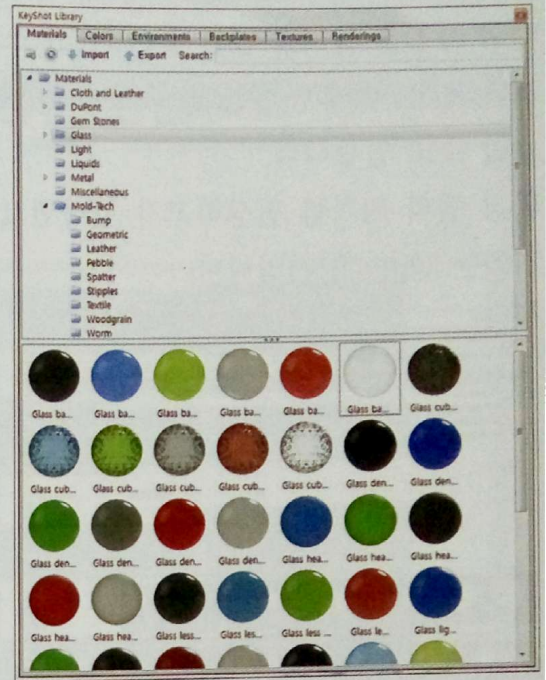 KeyShot Library
Materials Colors Environments Backplates Textures Renderings
Import Export Search:
Materials
Cloth and Leather
DuPont
Gem Stones
Glass
Light
Liquids
Metal
Miscellaneous
Mold-Tech
Bump
Geometric
Leather
Pebble
Spatter
Stipples
Textile
Woodgrain
Worm
Glass ba... Glass ba... Glass ba... Glass ba... Glass ba... Glass ba... Glass cub...
Glass cub... Glass cub... Glass cub... Glass cub... Glass cub... Glass den... Glass den...
Glass den... Glass den... Glass den... Glass den... Glass hea... Glass hea... Glass hea...
Glass hea... Glass hea... Glass less... Glass les... Glass less ... Glass le... Glass lig...